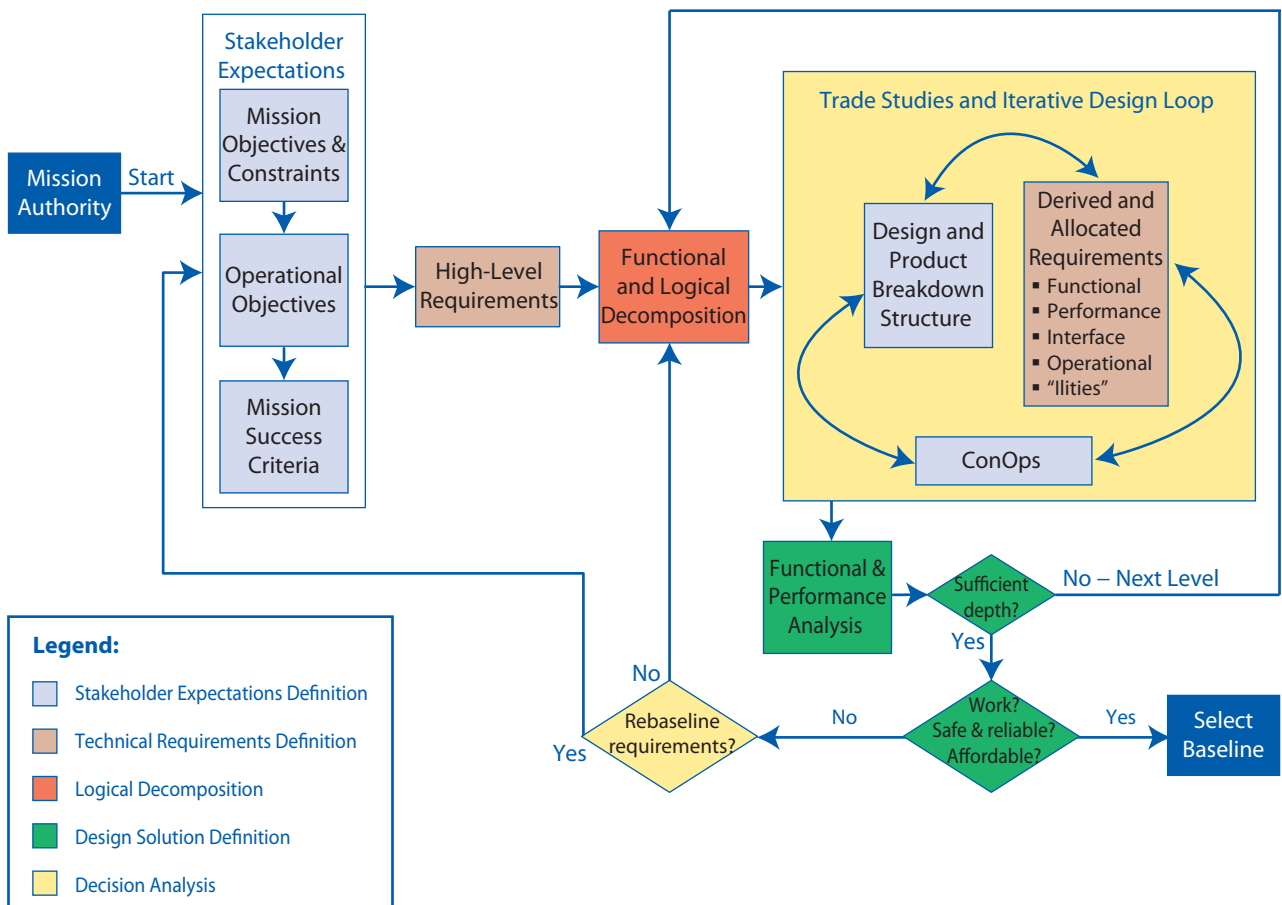 Mission
Authority
Start
Stakeholder
Expectations
Mission
Objectives &
Constraints
Operational
Objectives
Mission
Success
Criteria
High-Level
Requirements
Functional
and Logical
Decomposition
Trade Studies and Iterative Design Loop
Design and
Product
Breakdown
Structure
Derived and
Allocated
Requirements
▪ Functional
▪ Performance
▪ Interface
▪ Operational
▪ “Ilities”
ConOps
Functional &
Performance
Analysis
Sufficient
depth?
No – Next Level
Yes
Work?
Safe & reliable?
Affordable?
Yes
Select
Baseline
No
Rebaseline
requirements?
No
Yes
Legend:
Stakeholder Expectations Definition
Technical Requirements Definition
Logical Decomposition
Design Solution Definition
Decision Analysis